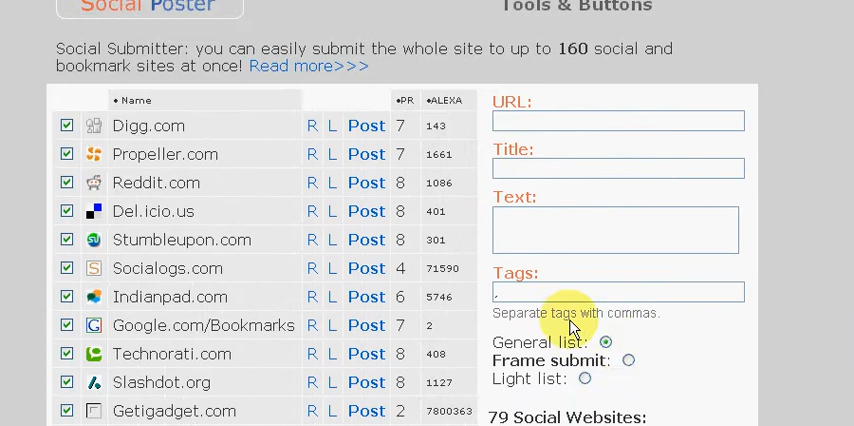 Social Poster
Tools & Buttons
Social Submitter: you can easily submit the whole site to up to 160 social and
bookmark sites at once! Read more>>>
♦ Name ♦PR ♦ALEXA
Digg.com R L Post 7 143
Propeller.com R L Post 7 1661
Reddit.com R L Post 8 1086
Del.icio.us R L Post 8 401
Stumbleupon.com R L Post 8 301
Socialogs.com R L Post 4 71590
Indianpad.com R L Post 6 5746
Google.com/Bookmarks R L Post 7 2
Technorati.com R L Post 8 408
Slashdot.org R L Post 8 1127
Getigadget.com R L Post 2 7800363
URL:
Title:
Text:
Tags:
,
Separate tags with commas.
General list:
Frame submit:
Light list:
79 Social Websites: